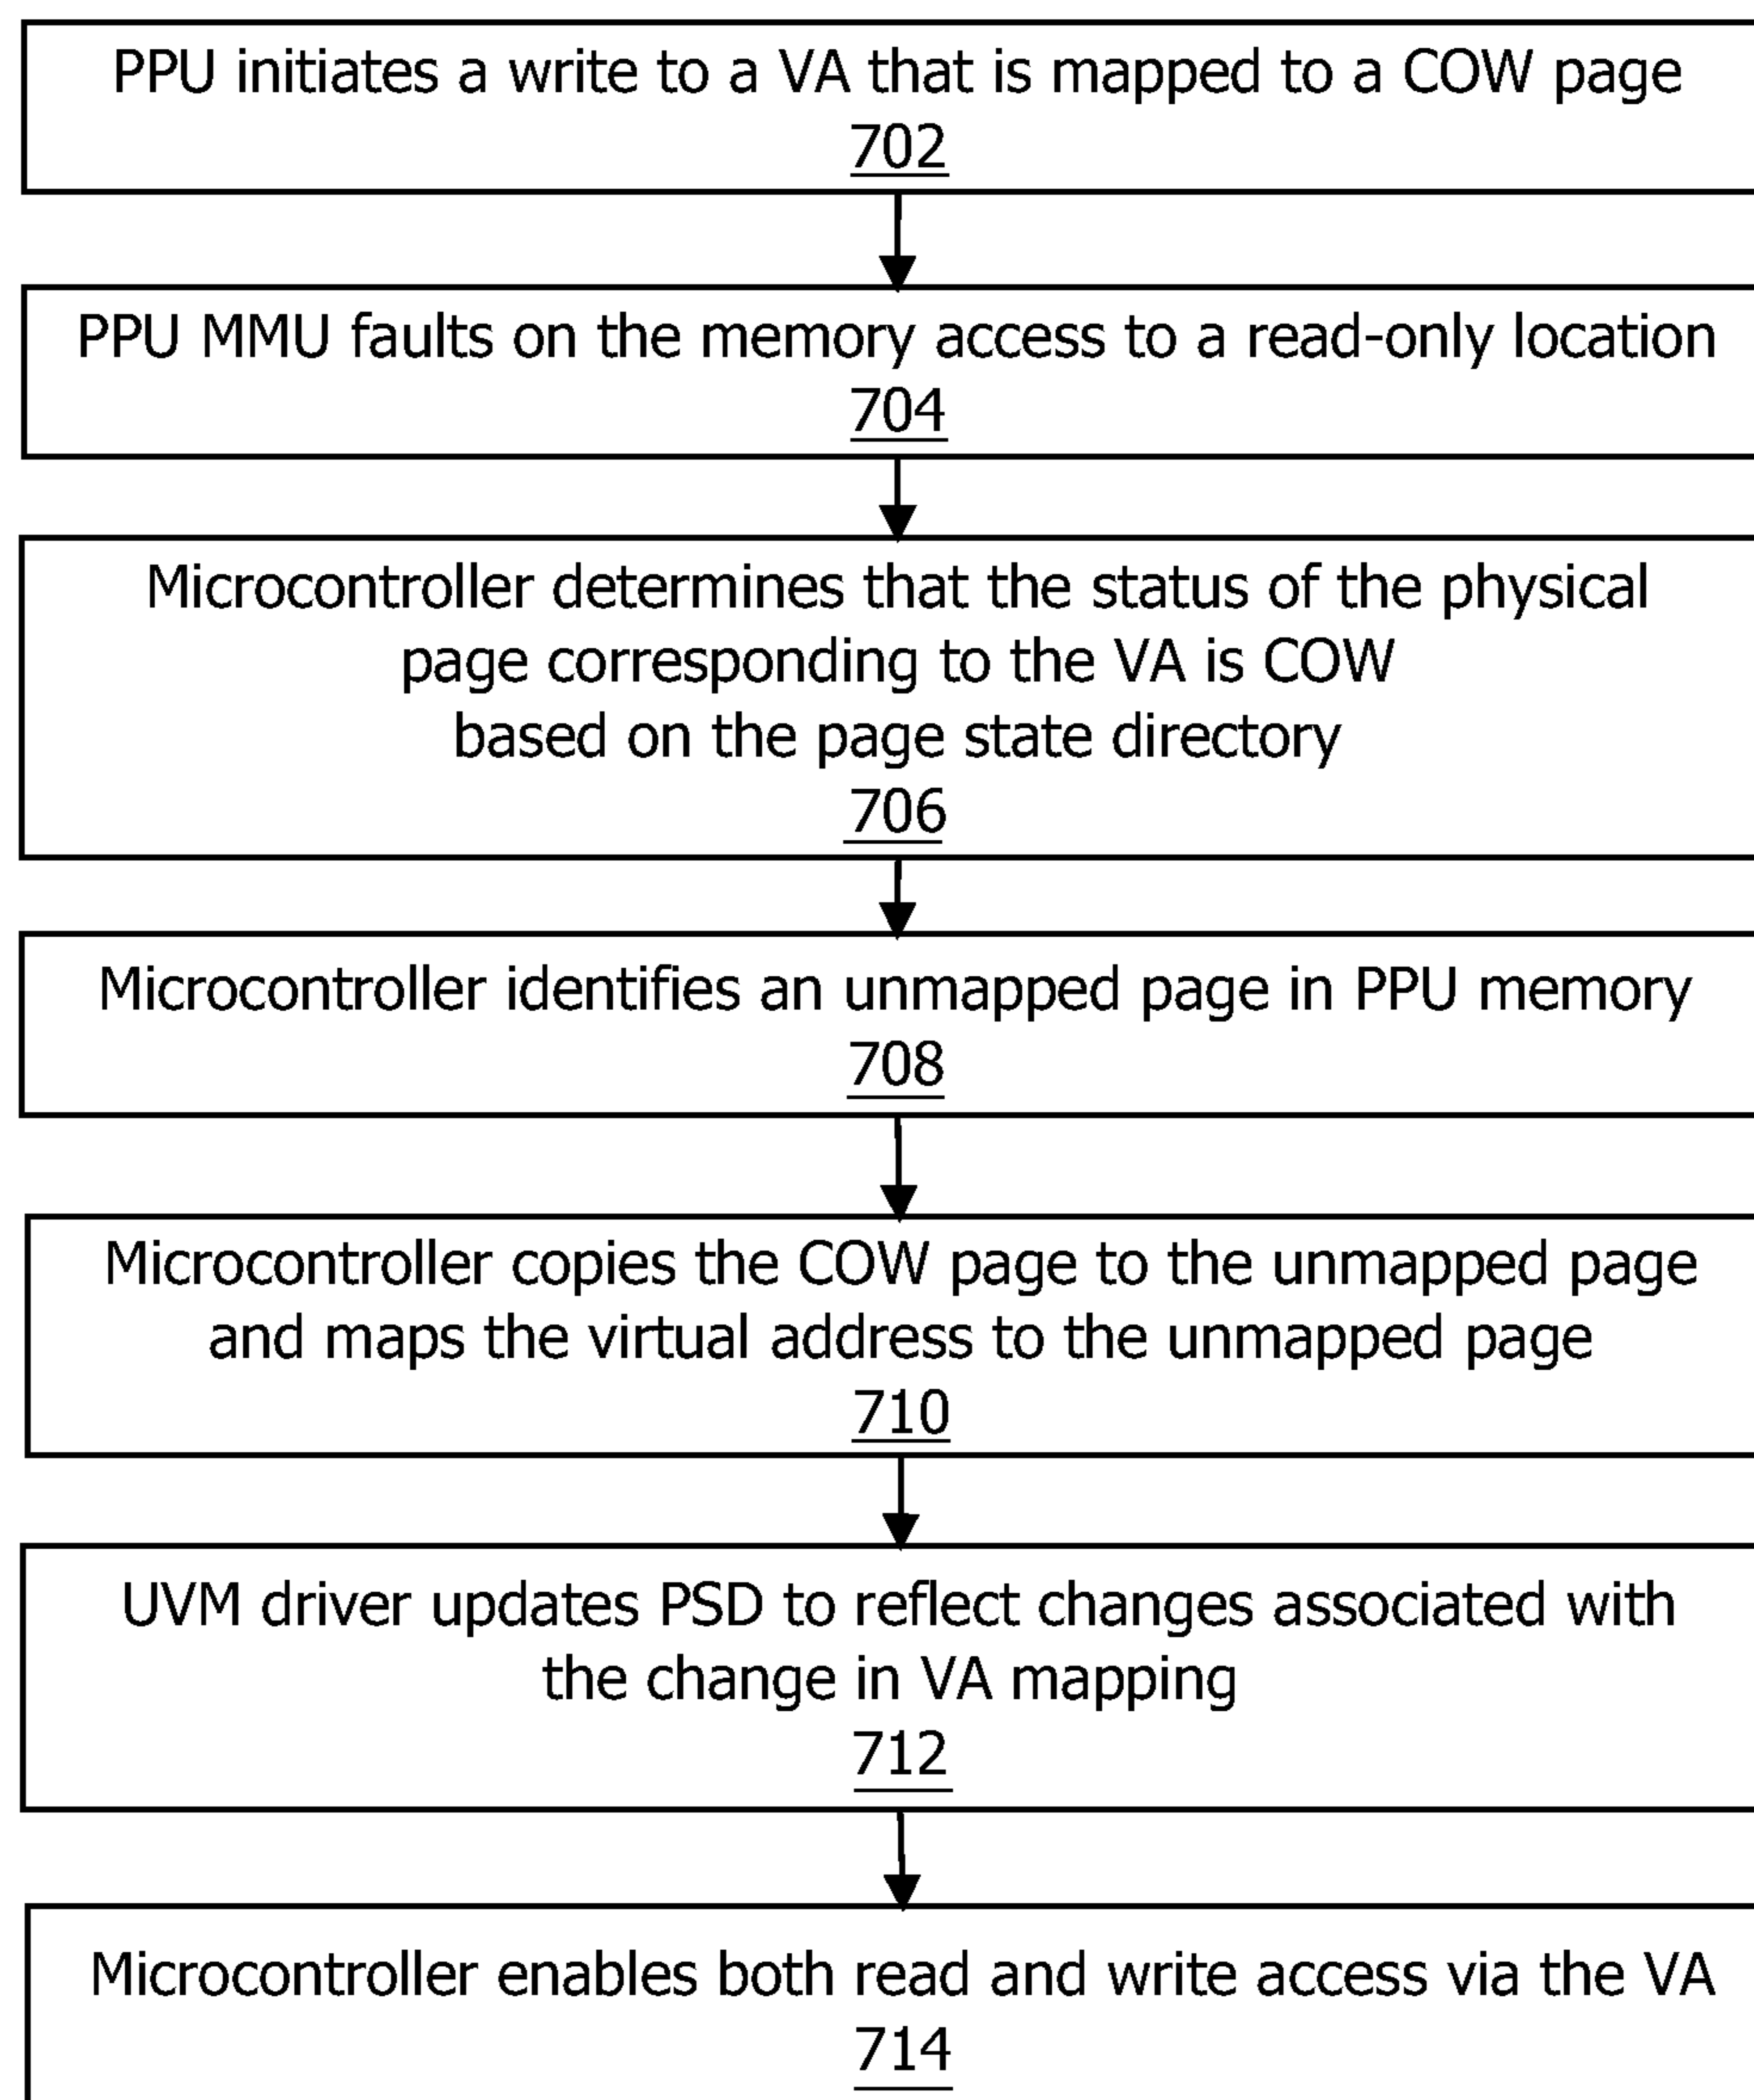 PPU initiates a write to a VA that is mapped to a COW page
702
PPU MMU faults on the memory access to a read-only location
704
Microcontroller determines that the status of the physical
page corresponding to the VA is COW
based on the page state directory
706
Microcontroller identifies an unmapped page in PPU memory
708
Microcontroller copies the COW page to the unmapped page
and maps the virtual address to the unmapped page
710
UVM driver updates PSD to reflect changes associated with
the change in VA mapping
712
Microcontroller enables both read and write access via the VA
714